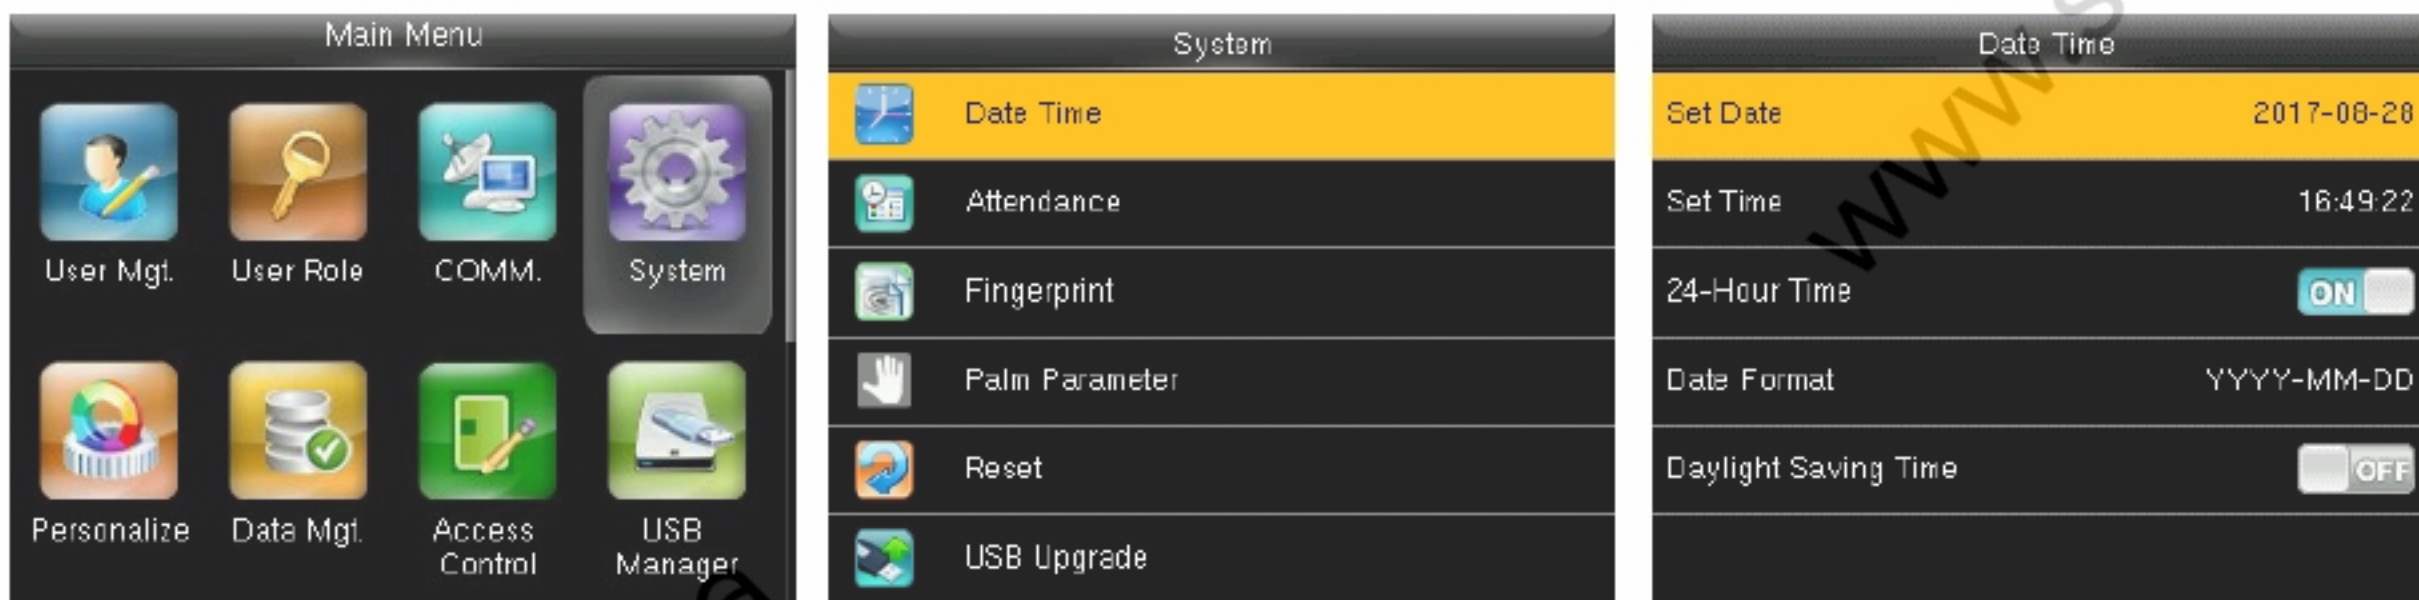 Main Menu
User Mgt.
User Role
COMM.
System
Personalize
Data Mgt.
Access
Control
USB
Manager
System
Date Time
Attendance
Fingerprint
Palm Parameter
Reset
USB Upgrade
Date Time
Set Date 2017-08-28
Set Time 16:49:22
24-Hour Time ON
Date Format YYYY-MM-DD
Daylight Saving Time OFF
www.s